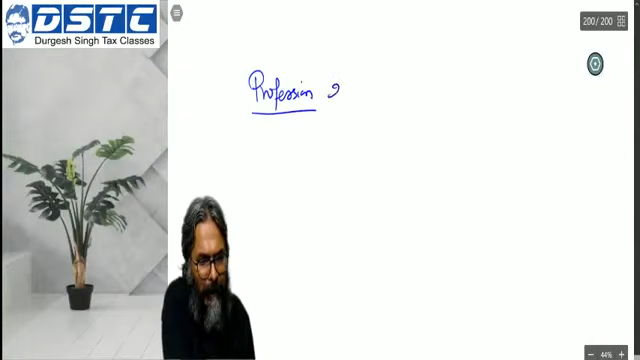 DSTC
Durgesh Singh Tax Classes
200 / 200
Profession
44%